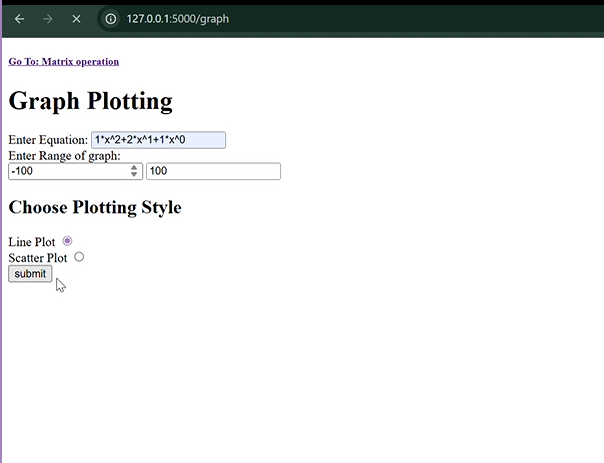 127.0.0.1:5000/graph
Go To: Matrix operation
Graph Plotting
Enter Equation: 1*x^2+2*x^1+1*x^0
Enter Range of graph:
-100 100
Choose Plotting Style
Line Plot
Scatter Plot
submit